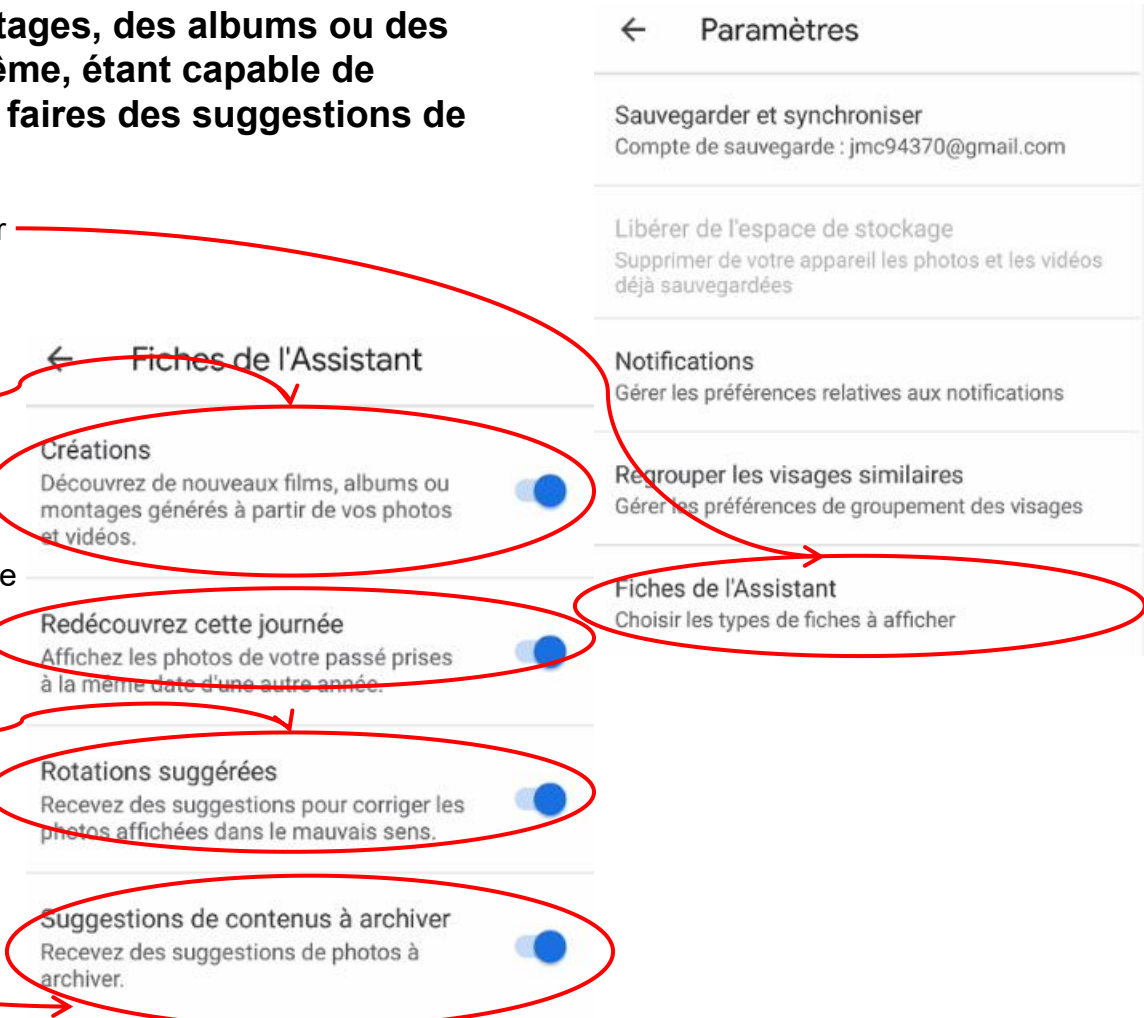 tages, des albums ou des
ême, étant capable de
faires des suggestions de
r
e
Fiches de l'Assistant
Créations
Découvrez de nouveaux films, albums ou
montages générés à partir de vos photos
et vidéos.
Redécouvrez cette journée
Affichez les photos de votre passé prises
à la même date d'une autre année.
Rotations suggérées
Recevez des suggestions pour corriger les
photos affichées dans le mauvais sens.
Suggestions de contenus à archiver
Recevez des suggestions de photos à
archiver.
Paramètres
Sauvegarder et synchroniser
Compte de sauvegarde : jmc94370@gmail.com
Libérer de l'espace de stockage
Supprimer de votre appareil les photos et les vidéos
déjà sauvegardées
Notifications
Gérer les préférences relatives aux notifications
Regrouper les visages similaires
Gérer les préférences de groupement des visages
Fiches de l'Assistant
Choisir les types de fiches à afficher